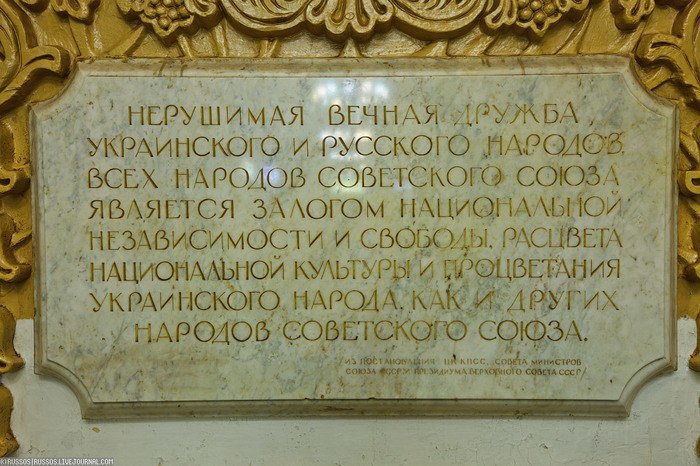 НЕРУШИМАЯ ВЕЧНАЯ ДРУЖБА
УКРАИНСКОГО И РУССКОГО НАРОДОВ,
ВСЕХ НАРОДОВ СОВЕТСКОГО СОЮЗА
ЯВЛЯЕТСЯ ЗАЛОГОМ НАЦИОНАЛЬНОЙ
НЕЗАВИСИМОСТИ И СВОБОДЫ, РАСЦВЕТА
НАЦИОНАЛЬНОЙ КУЛЬТУРЫ И ПРОЦВЕТАНИЯ
УКРАИНСКОГО НАРОДА, КАК И ДРУГИХ
НАРОДОВ СОВЕТСКОГО СОЮЗА.
/ИЗ ПОСТАНОВЛЕНИЯ ЦК КПСС, СОВЕТА МИНИСТРОВ
СОЮЗА ССР И ПРЕЗИДИУМА ВЕРХОВНОГО СОВЕТА СССР/
(C)RUSSOS|RUSSOS.LIVEJOURNAL.COM